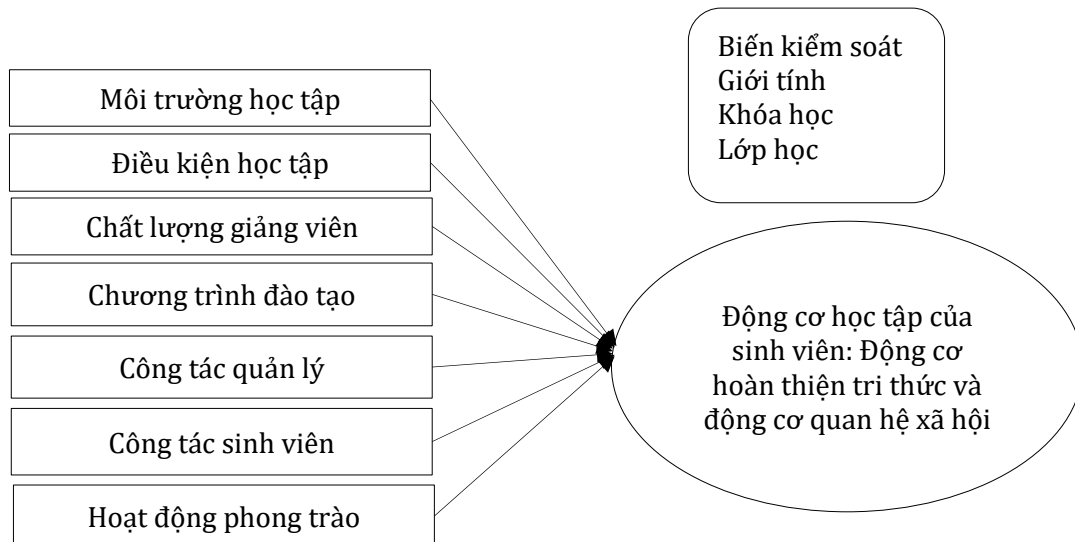 Biến kiểm soát
Giới tính
Khóa học
Lớp học
Môi trường học tập
Điều kiện học tập
Chất lượng giảng viên
Chương trình đào tạo
Công tác quản lý
Công tác sinh viên
Hoạt động phong trào
Động cơ học tập của
sinh viên: Động cơ
hoàn thiện tri thức và
động cơ quan hệ xã hội